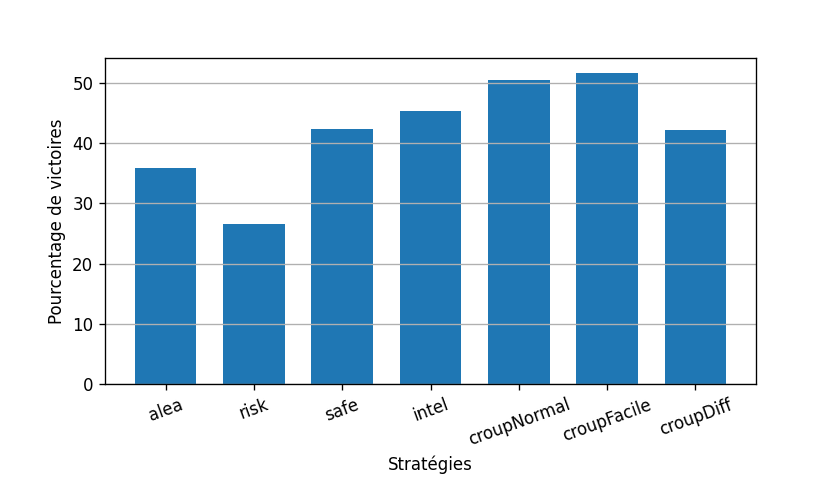 Pourcentage de victoires
50
40
30
20
10
0
alea
risk
safe
intel
croupNormal
croupFacile
croupDiff
Stratégies